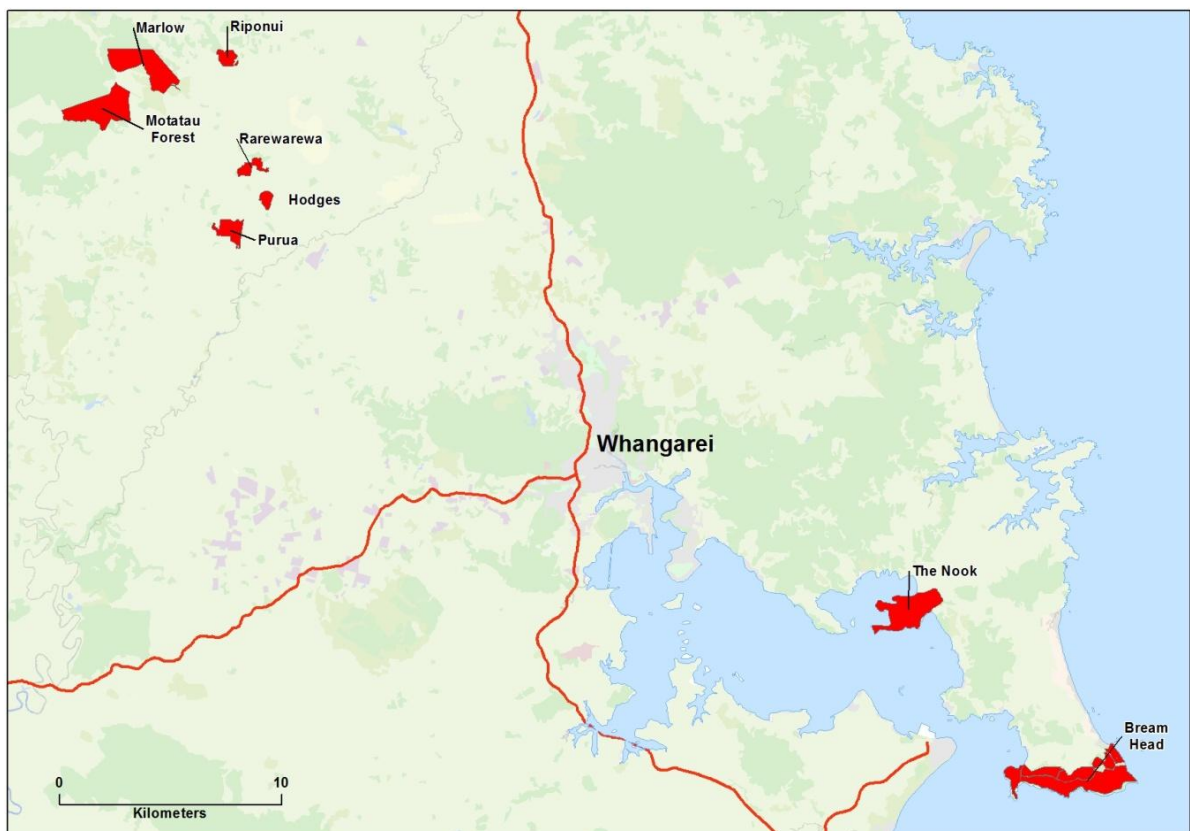 Marlow
Riponui
Motatau
Forest
Rarewarewa
Hodges
Purua
Whangarei
The Nook
Bream
Head
0 10
Kilometers